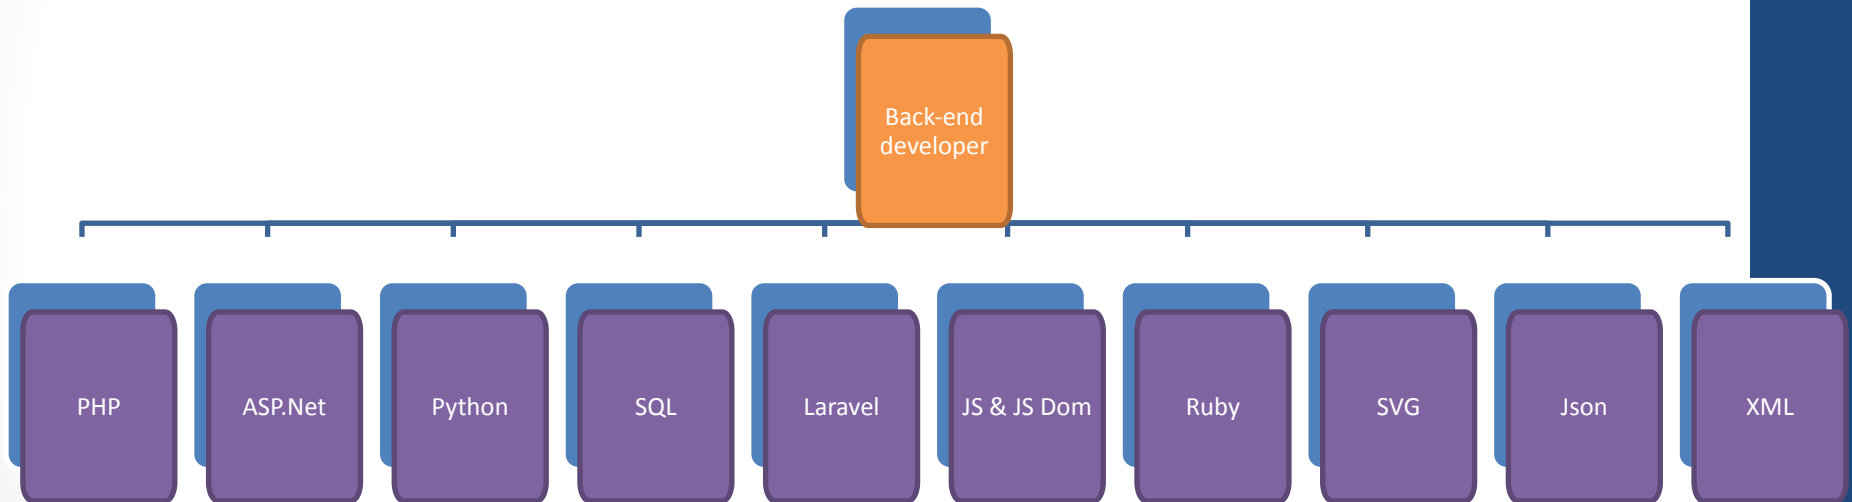 Back-end
developer
PHP
ASP.Net
Python
SQL
Laravel
JS & JS Dom
Ruby
SVG
Json
XML